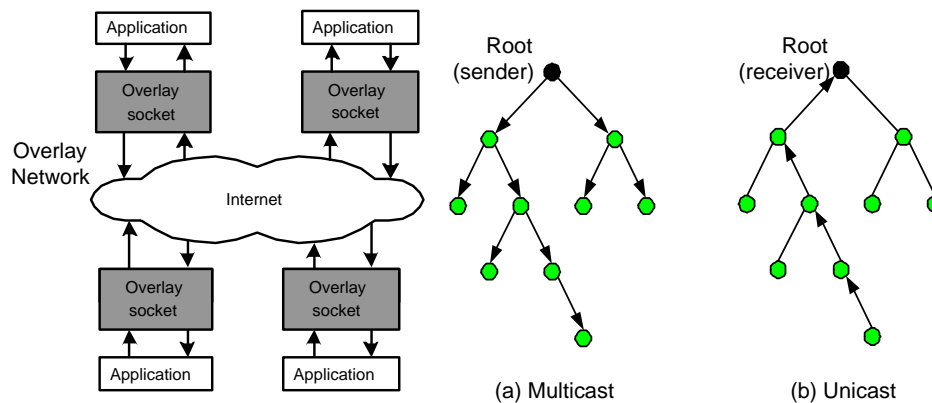 Application
Application
Overlay
socket
Overlay
socket
Overlay
Network
Internet
Overlay
socket
Overlay
socket
Application
Application
Root
(sender)
(a) Multicast
Root
(receiver)
(b) Unicast